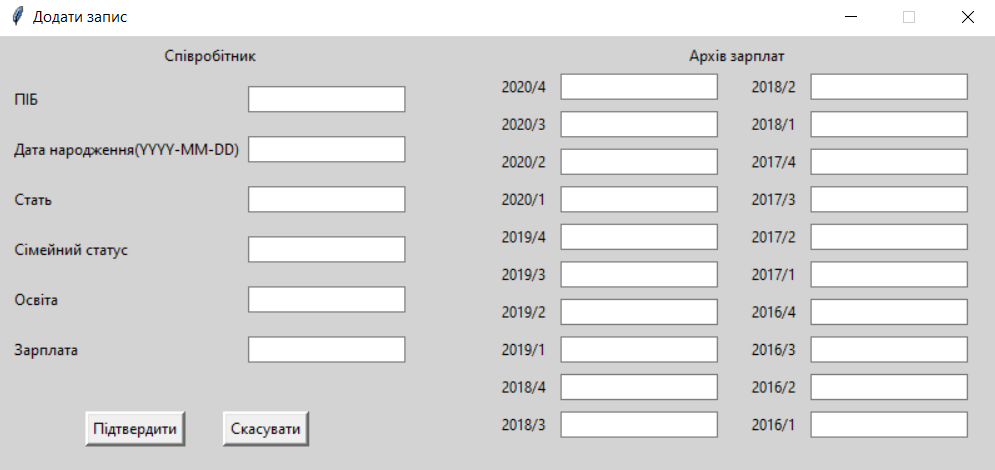 Додати запис
Співробітник
ПІБ
Дата народження(YYYY-MM-DD)
Стать
Сімейний статус
Освіта
Зарплата
Підтвердити Скасувати
Архів зарплат
2020/4 2018/2
2020/3 2018/1
2020/2 2017/4
2020/1 2017/3
2019/4 2017/2
2019/3 2017/1
2019/2 2016/4
2019/1 2016/3
2018/4 2016/2
2018/3 2016/1